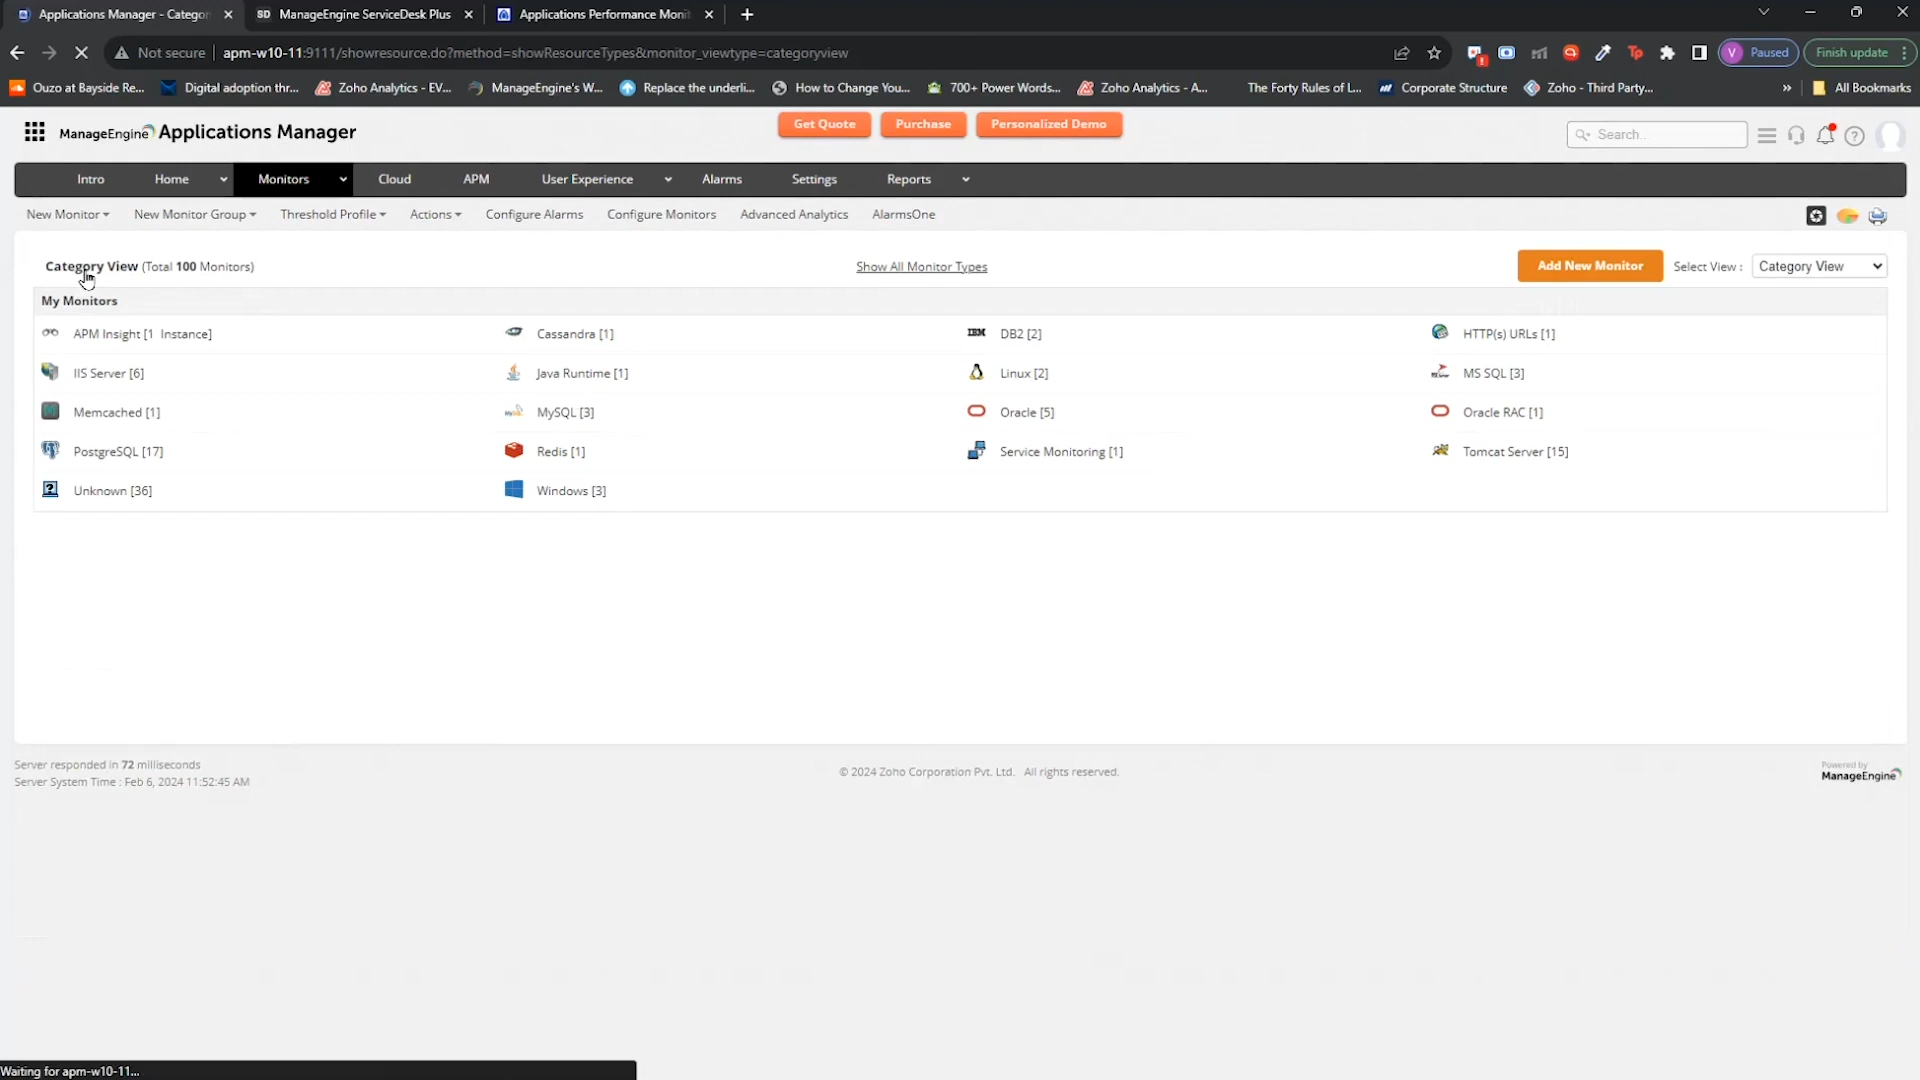 Applications Manager - Categor
SD ManageEngine ServiceDesk Plus
Applications Performance Monit
Not secure
apm-w10-11:9111/showresource.do?method=showResourceTypes&monitor_viewtype=categoryview
V Paused
Finish update
Ouzo at Bayside Re...
Digital adoption thr...
Zoho Analytics - EV...
ManageEngine's W...
Replace the underli...
How to Change You...
700+ Power Words...
Zoho Analytics - A...
The Forty Rules of L...
Corporate Structure
Zoho - Third Party...
»
All Bookmarks
ManageEngine Applications Manager
Get Quote
Purchase
Personalized Demo
Search..
Intro
Home
Monitors
Cloud
APM
User Experience
Alarms
Settings
Reports
New Monitor
New Monitor Group
Threshold Profile
Actions
Configure Alarms
Configure Monitors
Advanced Analytics
AlarmsOne
Category View (Total 100 Monitors)
Show All Monitor Types
Add New Monitor
Select View :
Category View
My Monitors
APM Insight [1 Instance]
Cassandra [1]
IBM DB2 [2]
HTTP(s) URLs [1]
IIS Server [6]
Java Runtime [1]
Linux [2]
MS SQL [3]
Memcached [1]
MySQL [3]
Oracle [5]
Oracle RAC [1]
PostgreSQL [17]
Redis [1]
Service Monitoring [1]
Tomcat Server [15]
Unknown [36]
Windows [3]
Server responded in 72 milliseconds
Server System Time : Feb 6, 2024 11:52:45 AM
© 2024 Zoho Corporation Pvt. Ltd. All rights reserved.
Powered by
ManageEngine
Waiting for apm-w10-11...